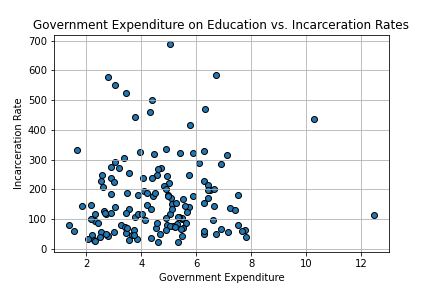 Government Expenditure on Education vs. Incarceration Rates
700
600
500
400
300
200
100
0
Incarceration Rate
2 4 6 8 10 12
Government Expenditure